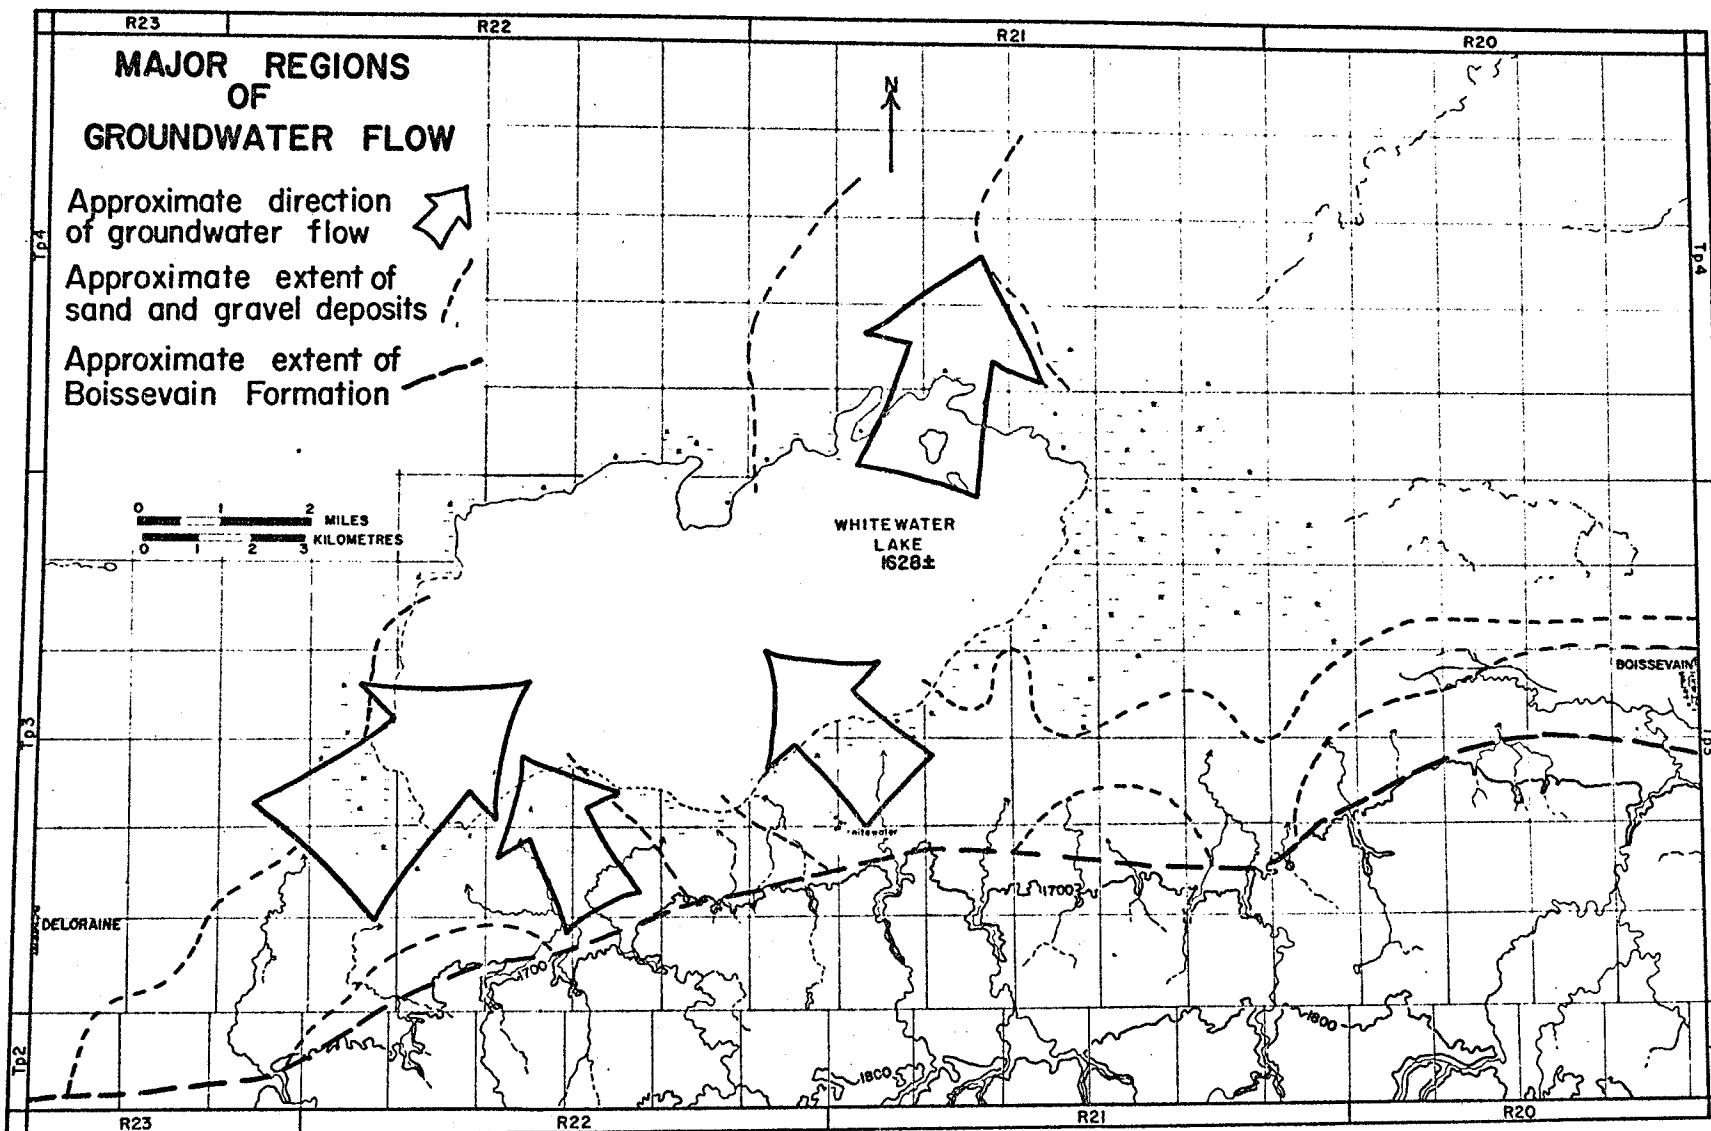 R23
R22
R21
R20
MAJOR REGIONS
OF
GROUNDWATER FLOW
N
Approximate direction
of groundwater flow
Approximate extent of
sand and gravel deposits
Approximate extent of
Boissevain Formation
Tp4
Tp4
0 1 2 MILES
0 1 2 3 KILOMETRES
WHITEWATER
LAKE
1628±
BOISSEVAIN
Tp3
Tp3
DELORAINE
1700
1700
1800
1800
Tp2
R23
R22
R21
R20